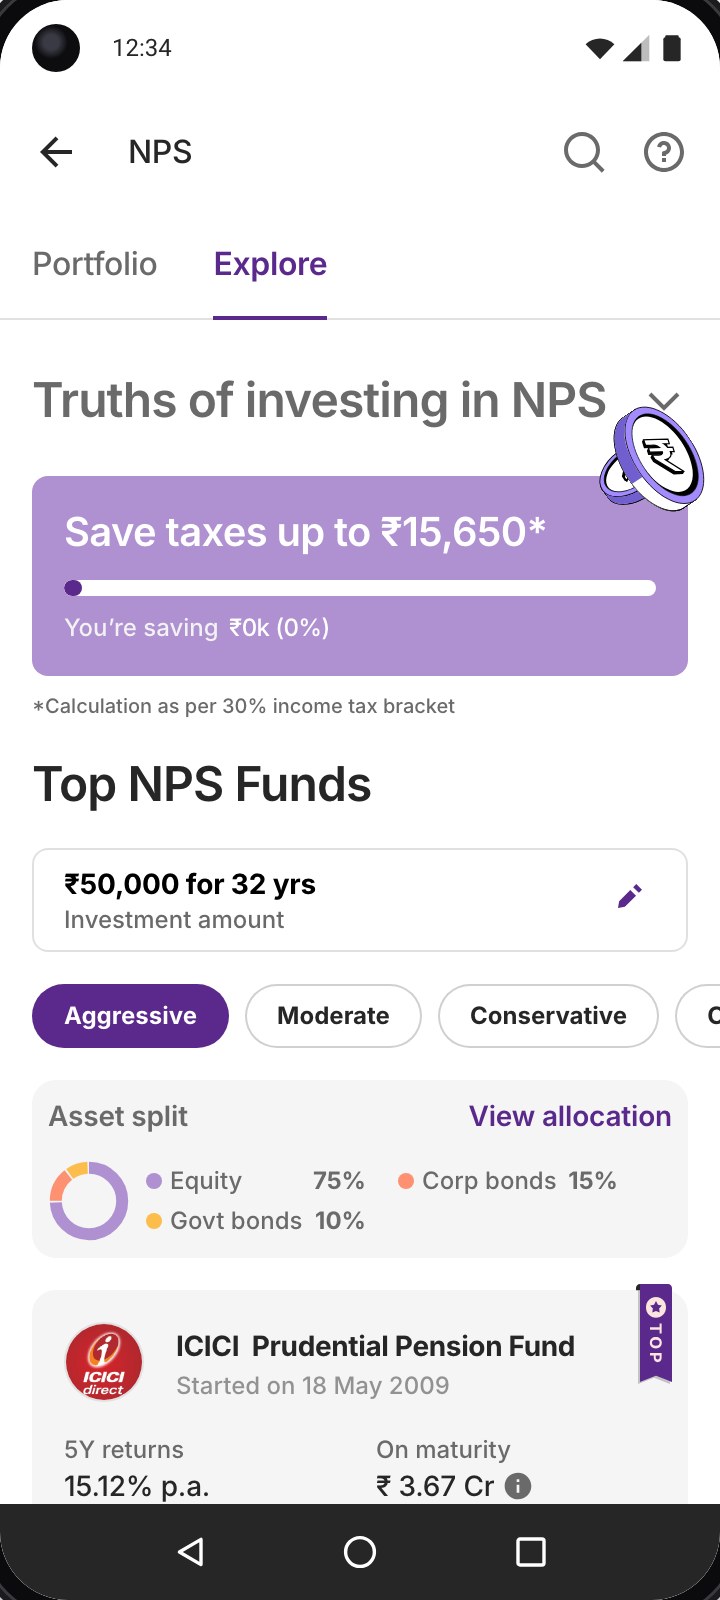 12:34
NPS
Portfolio
Explore
Truths of investing in NPS
Save taxes up to ₹15,650*
You’re saving ₹0k (0%)
*Calculation as per 30% income tax bracket
Top NPS Funds
₹50,000 for 32 yrs
Investment amount
Aggressive
Moderate
Conservative
Asset split
View allocation
Equity 75%
Corp bonds 15%
Govt bonds 10%
TOP
ICICI Prudential Pension Fund
Started on 18 May 2009
ICICI
direct
5Y returns
On maturity
15.12% p.a.
₹ 3.67 Cr